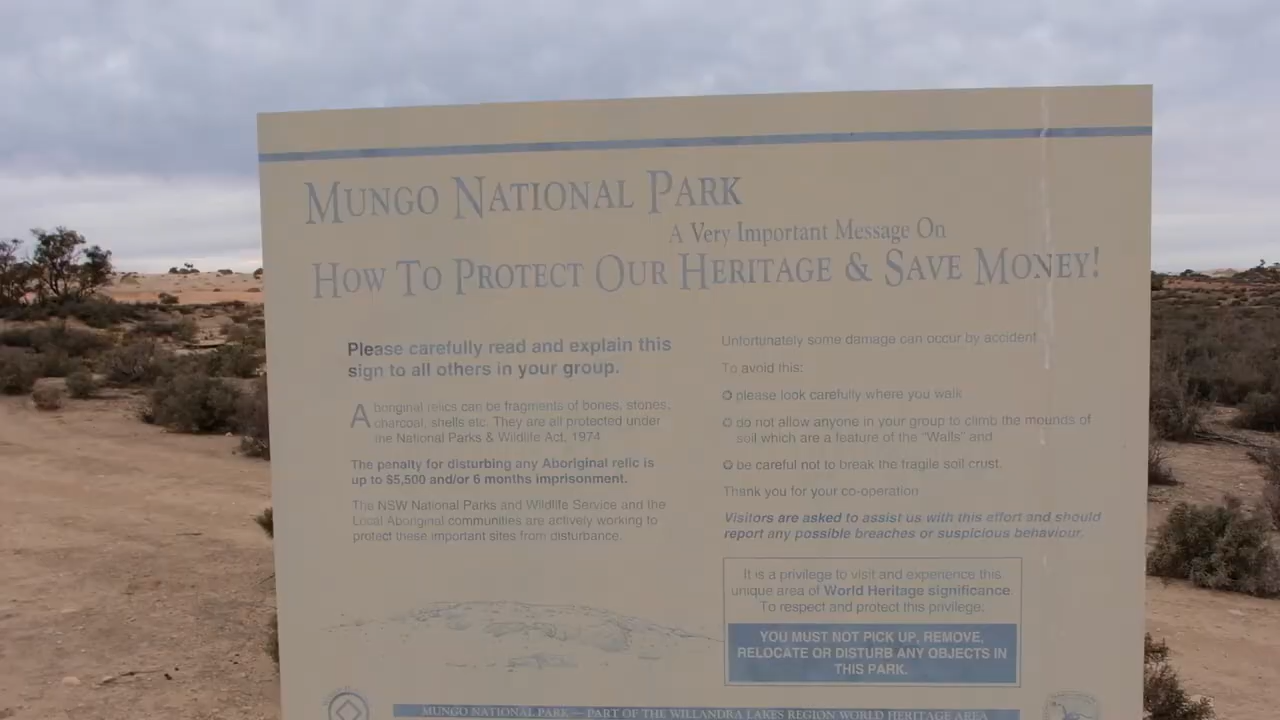 MUNGO NATIONAL PARK
A Very Important Message On
HOW TO PROTECT OUR HERITAGE & SAVE MONEY!
Please carefully read and explain this
sign to all others in your group.
Aboriginal relics can be fragments of bones, stones,
charcoal, shells etc. They are all protected under
the National Parks & Wildlife Act, 1974
The penalty for disturbing any Aboriginal relic is
up to $5,500 and/or 6 months imprisonment.
The NSW National Parks and Wildlife Service and the
Local Aboriginal communities are actively working to
protect these important sites from disturbance.
Unfortunately some damage can occur by accident
To avoid this:
please look carefully where you walk
do not allow anyone in your group to climb the mounds of
soil which are a feature of the "Walls" and
be careful not to break the fragile soil crust.
Thank you for your co-operation
Visitors are asked to assist us with this effort and should
report any possible breaches or suspicious behaviour.
It is a privilege to visit and experience this
unique area of World Heritage significance
To respect and protect this privilege.
YOU MUST NOT PICK UP, REMOVE,
RELOCATE OR DISTURB ANY OBJECTS IN
THIS PARK.
MUNGO NATIONAL PARK — PART OF THE WILLANDRA LAKES REGION WORLD HERITAGE AREA